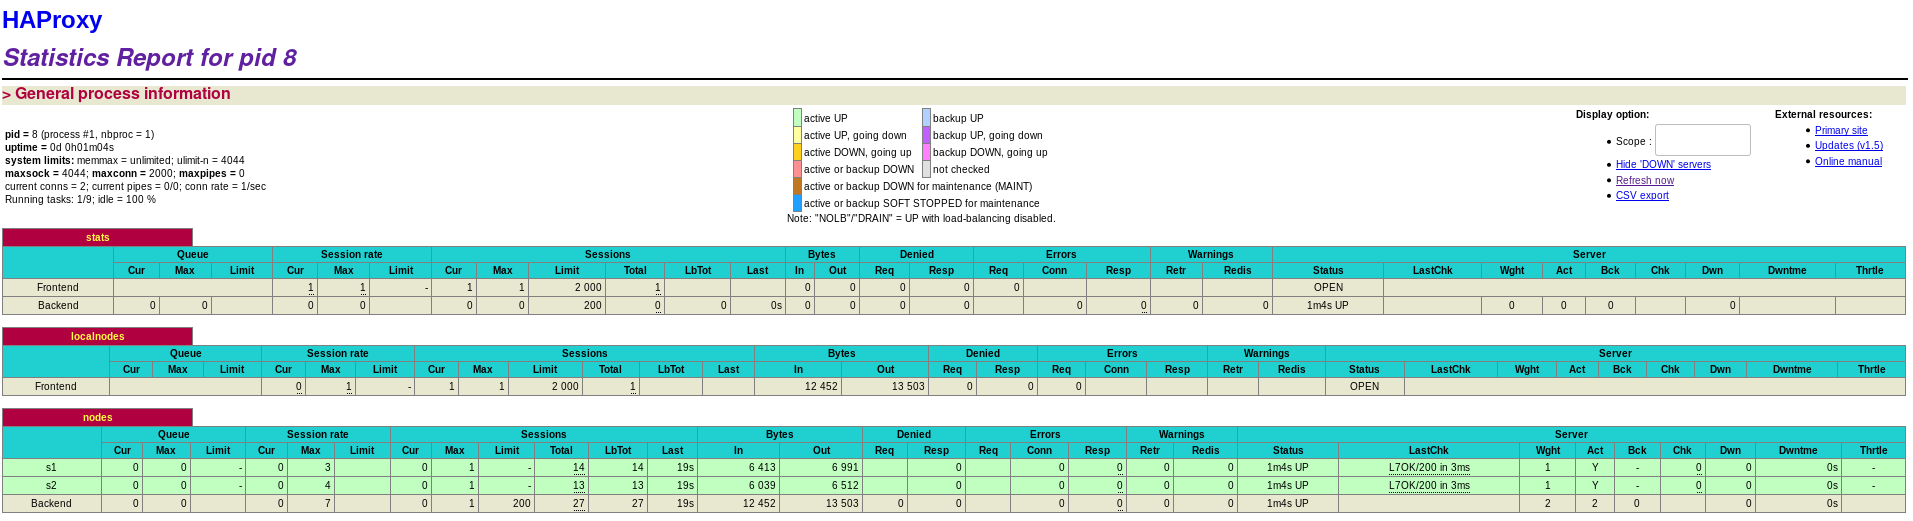 HAProxy
Statistics Report for pid 8
> General process information
pid = 8 (process #1, nbproc = 1)
uptime = 0d 0h01m04s
system limits: memmax = unlimited; ulimit-n = 4044
maxsock = 4044; maxconn = 2000; maxpipes = 0
current conns = 2; current pipes = 0/0; conn rate = 1/sec
Running tasks: 1/9; idle = 100 %
active UP backup UP
active UP, going down backup UP, going down
active DOWN, going up backup DOWN, going up
active or backup DOWN not checked
active or backup DOWN for maintenance (MAINT)
active or backup SOFT STOPPED for maintenance
Note: "NOLB"/"DRAIN" = UP with load-balancing disabled.
Display option:
• Scope :
• Hide 'DOWN' servers
• Refresh now
• CSV export
External resources:
• Primary site
• Updates (v1.5)
• Online manual
stats
Queue Session rate Sessions Bytes Denied Errors Warnings Server
Cur Max Limit Cur Max Limit Cur Max Limit Total LbTot Last In Out Req Resp Req Conn Resp Retr Redis Status LastChk Wght Act Bck Chk Dwn Dwntme Thrtle
Frontend 1 1 - 1 1 2 000 1 0 0 0 0 0 OPEN
Backend 0 0 0 0 0 0 200 0 0 0s 0 0 0 0 0 0 0 0 1m4s UP 0 0 0 0
localnodes
Queue Session rate Sessions Bytes Denied Errors Warnings Server
Cur Max Limit Cur Max Limit Cur Max Limit Total LbTot Last In Out Req Resp Req Conn Resp Retr Redis Status LastChk Wght Act Bck Chk Dwn Dwntme Thrtle
Frontend 0 1 - 1 1 2 000 1 12 452 13 503 0 0 0 OPEN
nodes
Queue Session rate Sessions Bytes Denied Errors Warnings Server
Cur Max Limit Cur Max Limit Cur Max Limit Total LbTot Last In Out Req Resp Req Conn Resp Retr Redis Status LastChk Wght Act Bck Chk Dwn Dwntme Thrtle
s1 0 0 - 0 3 0 1 - 14 14 19s 6 413 6 991 0 0 0 0 0 1m4s UP L7OK/200 in 3ms 1 Y - 0 0 0s -
s2 0 0 - 0 4 0 1 - 13 13 19s 6 039 6 512 0 0 0 0 0 1m4s UP L7OK/200 in 3ms 1 Y - 0 0 0s -
Backend 0 0 0 7 0 1 200 27 27 19s 12 452 13 503 0 0 0 0 0 0 1m4s UP 2 2 0 0 0s